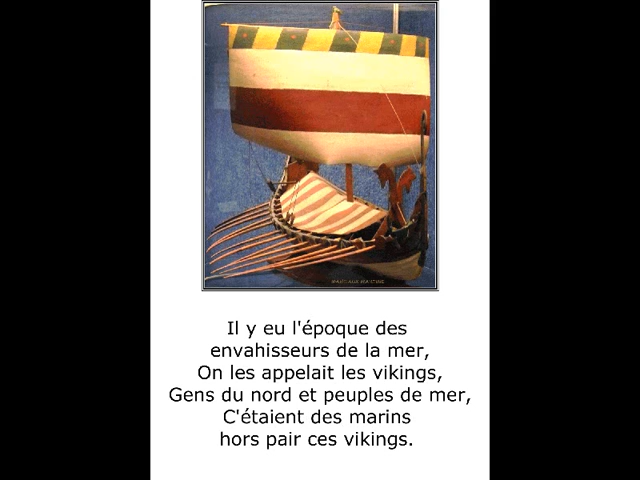 Il y eu l'époque des
envahisseurs de la mer,
On les appelait les vikings,
Gens du nord et peuples de mer,
C'étaient des marins
hors pair ces vikings.